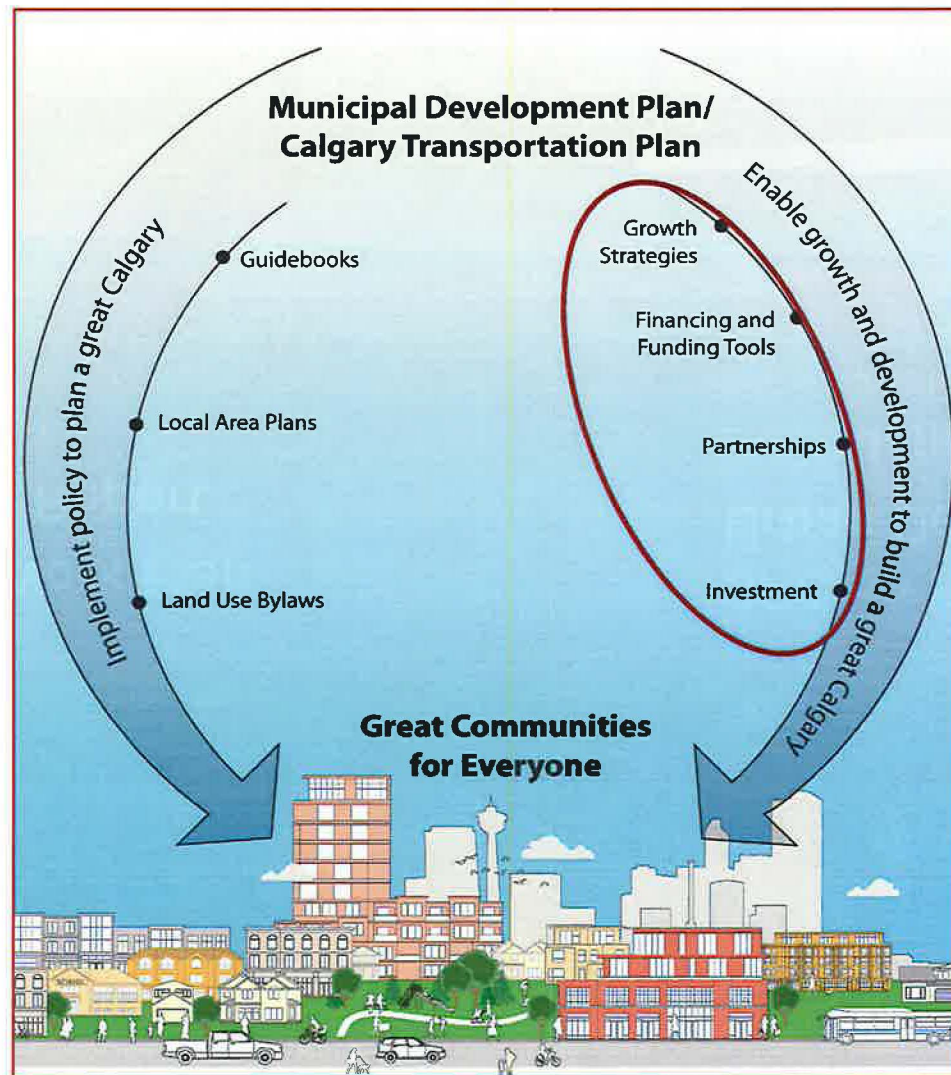 Municipal Development Plan/
Calgary Transportation Plan
Implement policy to plan a great Calgary
Guidebooks
Local Area Plans
Land Use Bylaws
Enable growth and development to build a great Calgary
Growth
Strategies
Financing and
Funding Tools
Partnerships
Investment
Great Communities
for Everyone
SCHOOL